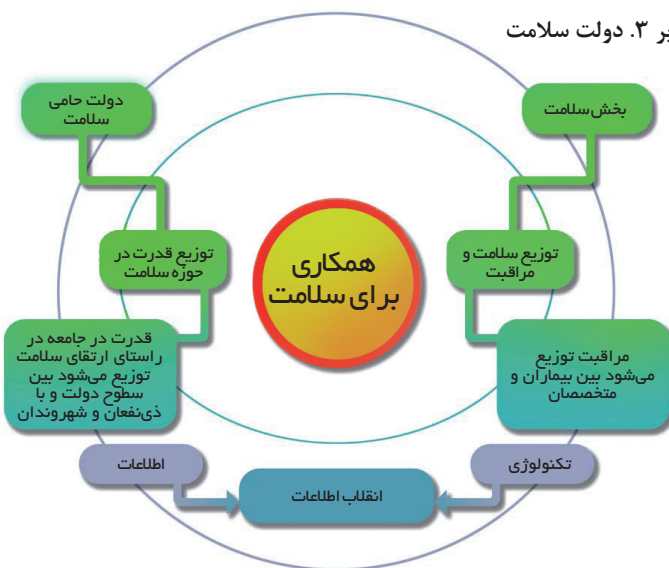 بر ۳. دولت سلامت
بخش سلامت
دولت حامی
سلامت
توزیع سلامت و
مراقبت
همکاری
برای سلامت
توزیع قدرت در
حوزه سلامت
مراقبت توزیع
می‌شود بین بیماران و
متخصصان
قدرت در جامعه در
راستای ارتقای سلامت
توزیع می‌شود بین
سطوح دولت و با
ذی‌نفعان و شهروندان
تکنولوژی
اطلاعات
انقلاب اطلاعات